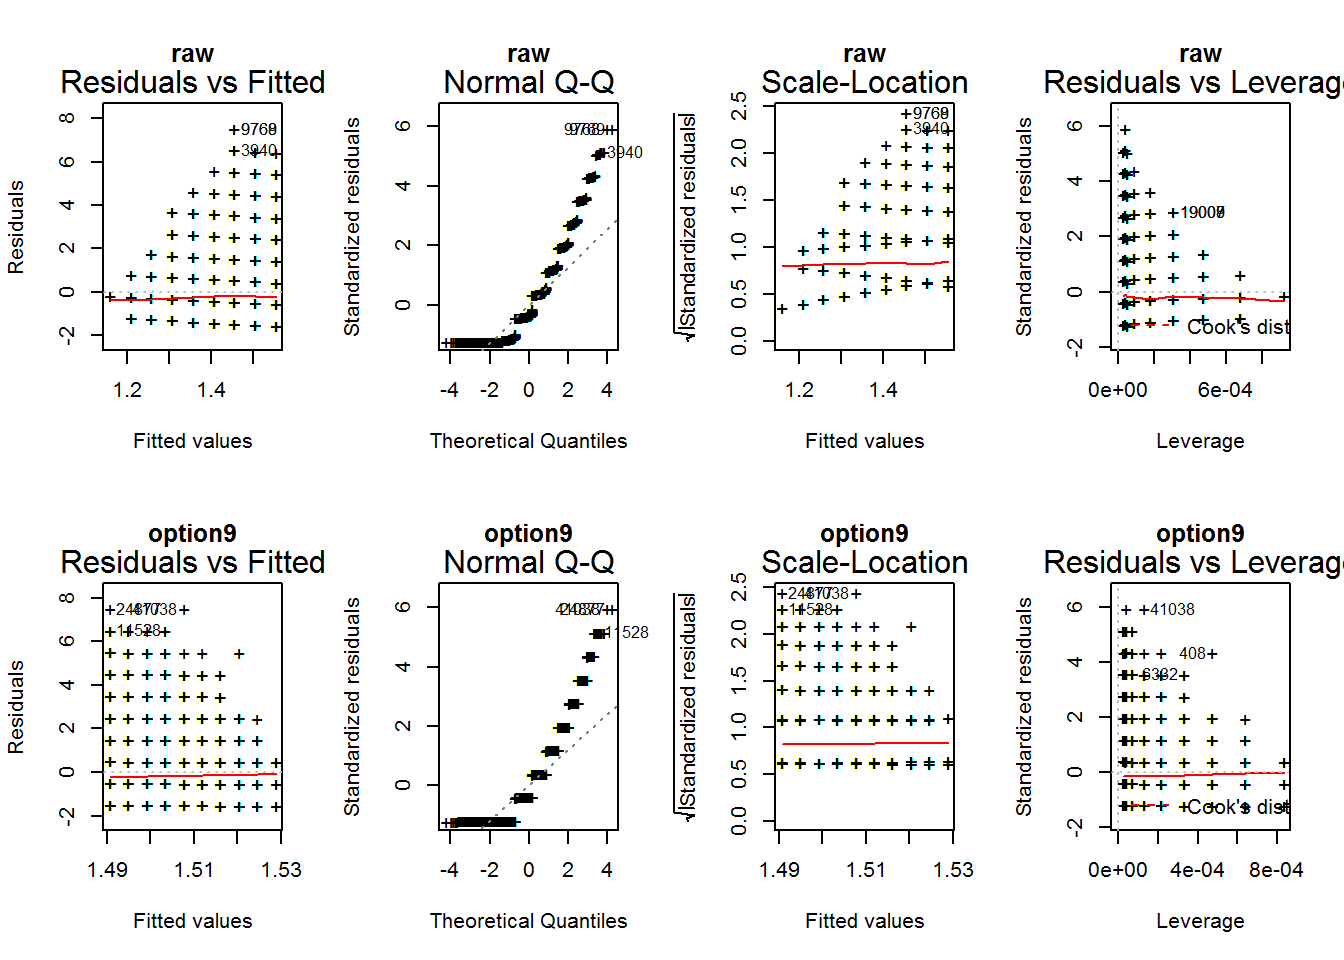 raw
Residuals vs Fitted
Residuals
8
6
4
2
0
-2
9769
3940
1.2
1.4
Fitted values
raw
Normal Q-Q
Standardized residuals
6
4
2
0
3940
-4
-2
0
2
4
Theoretical Quantiles
raw
Scale-Location
√|Standardized residuals|
2.5
2.0
1.5
1.0
0.5
0.0
3940
1.2
1.4
Fitted values
raw
Residuals vs Leverage
Standardized residuals
6
4
2
0
-2
Cook's dist
0e+00
6e-04
Leverage
option9
Residuals vs Fitted
Residuals
8
6
4
2
0
-2
11528
1.49
1.51
1.53
Fitted values
option9
Normal Q-Q
Standardized residuals
6
4
2
0
11528
-4
-2
0
2
4
Theoretical Quantiles
option9
Scale-Location
√|Standardized residuals|
2.5
2.0
1.5
1.0
0.5
0.0
11528
1.49
1.51
1.53
Fitted values
option9
Residuals vs Leverage
Standardized residuals
6
4
2
0
-2
41038
408
Cook's dist
0e+00
4e-04
8e-04
Leverage